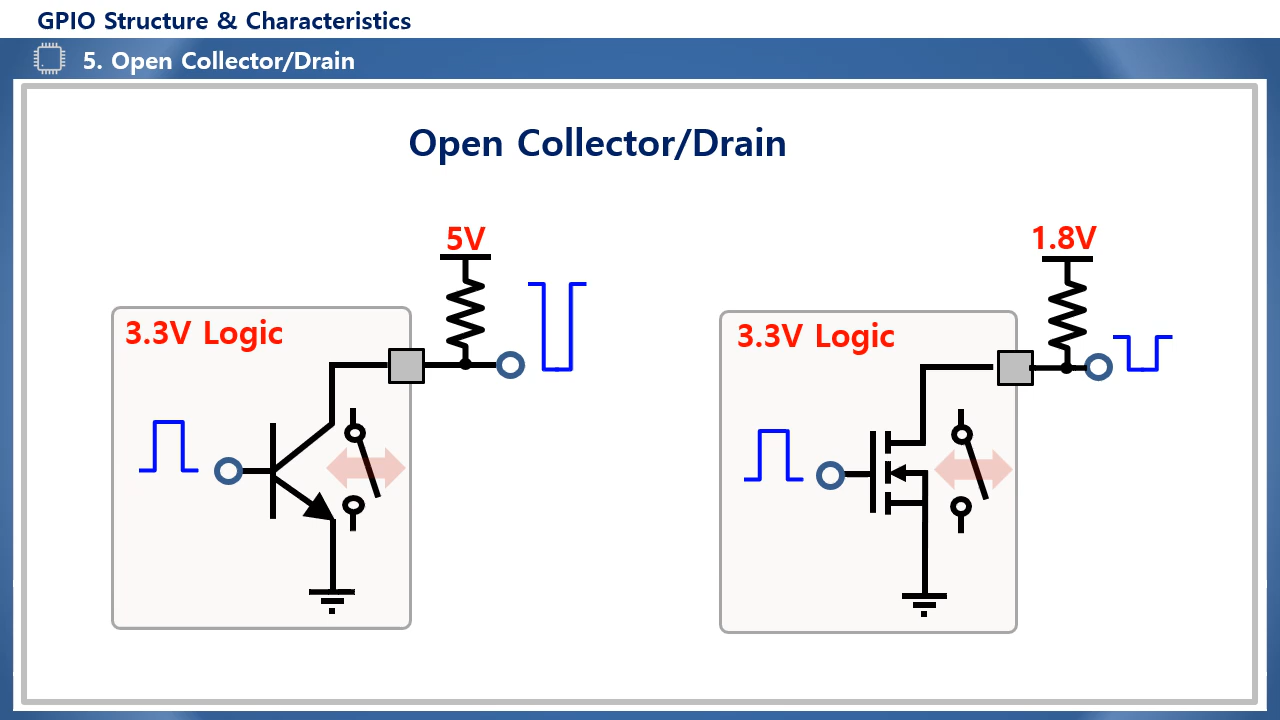 GPIO Structure & Characteristics
5. Open Collector/Drain
Open Collector/Drain
5V
3.3V Logic
1.8V
3.3V Logic